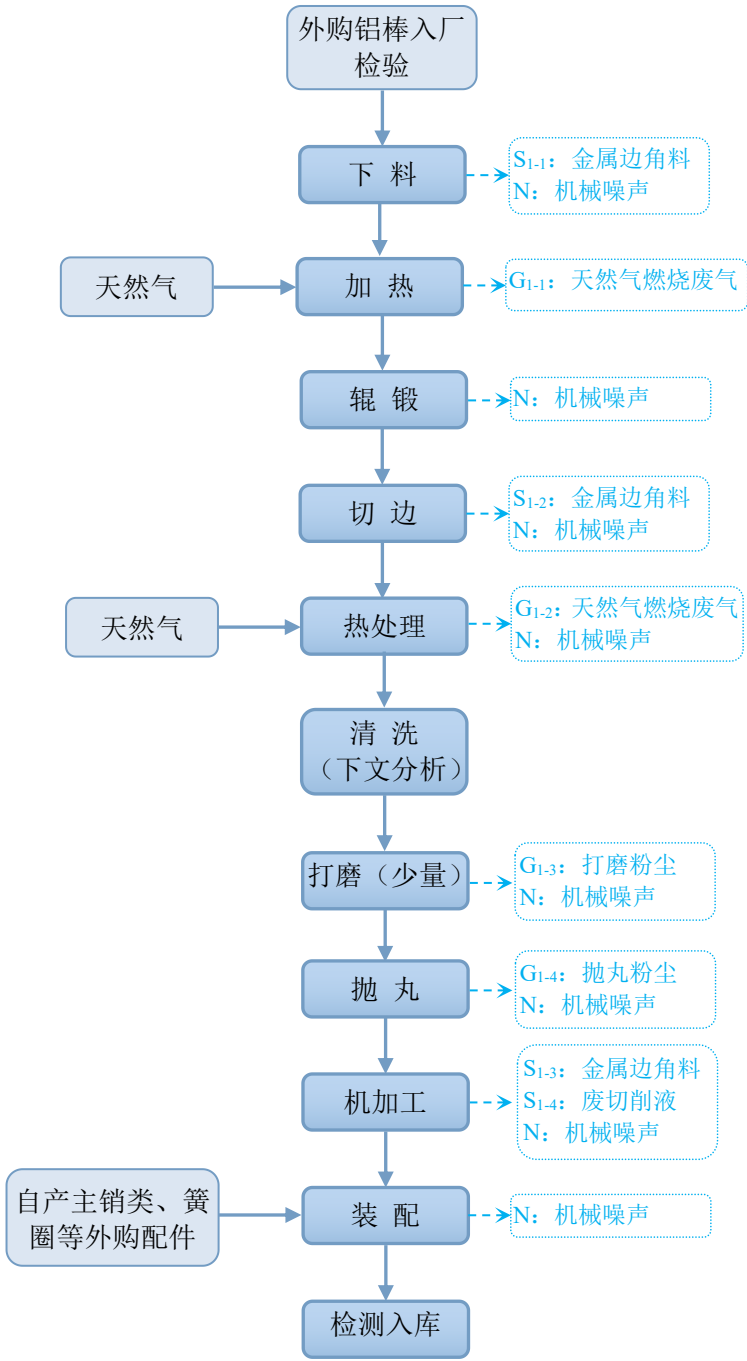 外购铝棒入厂
检验
下 料
S1-1：金属边角料
N：机械噪声
天然气
加 热
G1-1：天然气燃烧废气
辊 锻
N：机械噪声
切 边
S1-2：金属边角料
N：机械噪声
天然气
热处理
G1-2：天然气燃烧废气
N：机械噪声
清 洗
（下文分析）
打磨（少量）
G1-3：打磨粉尘
N：机械噪声
抛 丸
G1-4：抛丸粉尘
N：机械噪声
机加工
S1-3：金属边角料
S1-4：废切削液
N：机械噪声
自产主销类、簧
圈等外购配件
装 配
N：机械噪声
检测入库